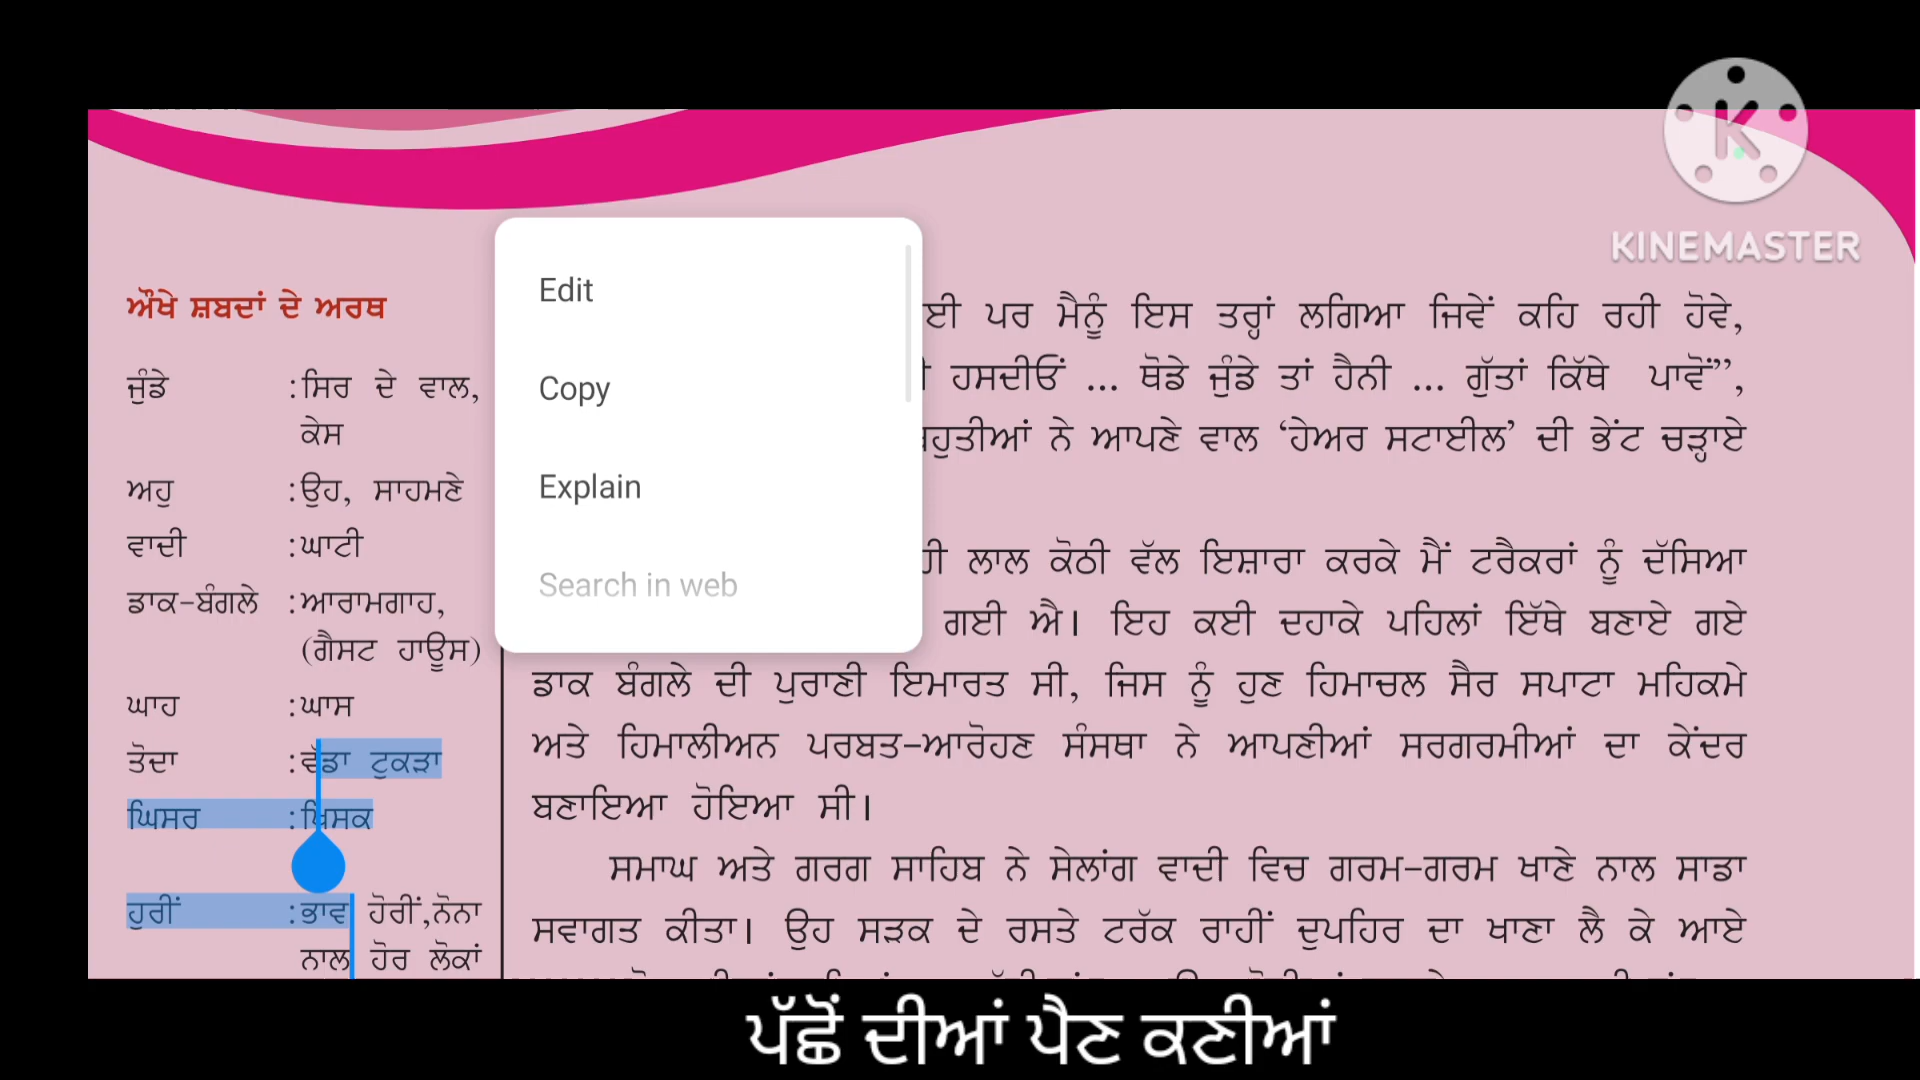 KINEMASTER
ਔਖੇ ਸ਼ਬਦਾਂ ਦੇ ਅਰਥ
ਜੁੰਡੇ :ਸਿਰ ਦੇ ਵਾਲ,
ਕੇਸ
ਅਹੁ :ਉਹ, ਸਾਹਮਣੇ
ਵਾਦੀ :ਘਾਟੀ
ਡਾਕ-ਬੰਗਲੇ :ਆਰਾਮਗਾਹ,
(ਗੈਸਟ ਹਾਊਸ)
ਘਾਹ :ਘਾਸ
ਤੋਦਾ :ਵੱਡਾ ਟੁਕੜਾ
ਘਿਸਰ :ਖਿਸਕ
ਹੁਰੀਂ :ਭਾਵ ਹੋਰੀਂ,ਨੋਨਾ
ਨਾਲ ਹੋਰ ਲੋਕਾਂ
Edit
Copy
Explain
Search in web
ਪਰ ਮੈਨੂੰ ਇਸ ਤਰ੍ਹਾਂ ਲਗਿਆ ਜਿਵੇਂ ਕਹਿ ਰਹੀ ਹੋਵੇ,
ਹਸਦੀਓਂ ... ਥੋਡੇ ਜੁੰਡੇ ਤਾਂ ਹੈਨੀ ... ਗੁੱਤਾਂ ਕਿੱਥੇ ਪਾਵੋਂ”,
ਬਹੁਤੀਆਂ ਨੇ ਆਪਣੇ ਵਾਲ ‘ਹੇਅਰ ਸਟਾਈਲ’ ਦੀ ਭੇਂਟ ਚੜ੍ਹਾਏ
ਲਾਲ ਕੋਠੀ ਵੱਲ ਇਸ਼ਾਰਾ ਕਰਕੇ ਮੈਂ ਟਰੈਕਰਾਂ ਨੂੰ ਦੱਸਿਆ
ਗਈ ਐ। ਇਹ ਕਈ ਦਹਾਕੇ ਪਹਿਲਾਂ ਇੱਥੇ ਬਣਾਏ ਗਏ
ਡਾਕ ਬੰਗਲੇ ਦੀ ਪੁਰਾਣੀ ਇਮਾਰਤ ਸੀ, ਜਿਸ ਨੂੰ ਹੁਣ ਹਿਮਾਚਲ ਸੈਰ ਸਪਾਟਾ ਮਹਿਕਮੇ
ਅਤੇ ਹਿਮਾਲੀਅਨ ਪਰਬਤ-ਆਰੋਹਣ ਸੰਸਥਾ ਨੇ ਆਪਣੀਆਂ ਸਰਗਰਮੀਆਂ ਦਾ ਕੇਂਦਰ
ਬਣਾਇਆ ਹੋਇਆ ਸੀ।
ਸਮਾਘ ਅਤੇ ਗਰਗ ਸਾਹਿਬ ਨੇ ਸੇਲਾਂਗ ਵਾਦੀ ਵਿਚ ਗਰਮ-ਗਰਮ ਖਾਣੇ ਨਾਲ ਸਾਡਾ
ਸਵਾਗਤ ਕੀਤਾ। ਉਹ ਸੜਕ ਦੇ ਰਸਤੇ ਟਰੱਕ ਰਾਹੀਂ ਦੁਪਹਿਰ ਦਾ ਖਾਣਾ ਲੈ ਕੇ ਆਏ
ਪੱਛੋਂ ਦੀਆਂ ਪੈਣ ਕਣੀਆਂ